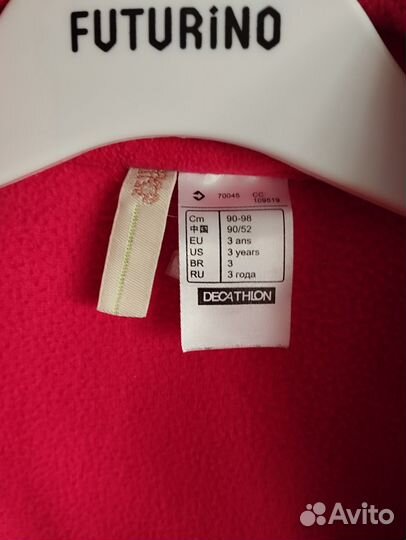 FUTURiNO
70045 CC:
109519
Cm 90-98
中国 90/52
EU 3 ans
US 3 years
BR 3
RU 3 года
DECATHLON
Avito